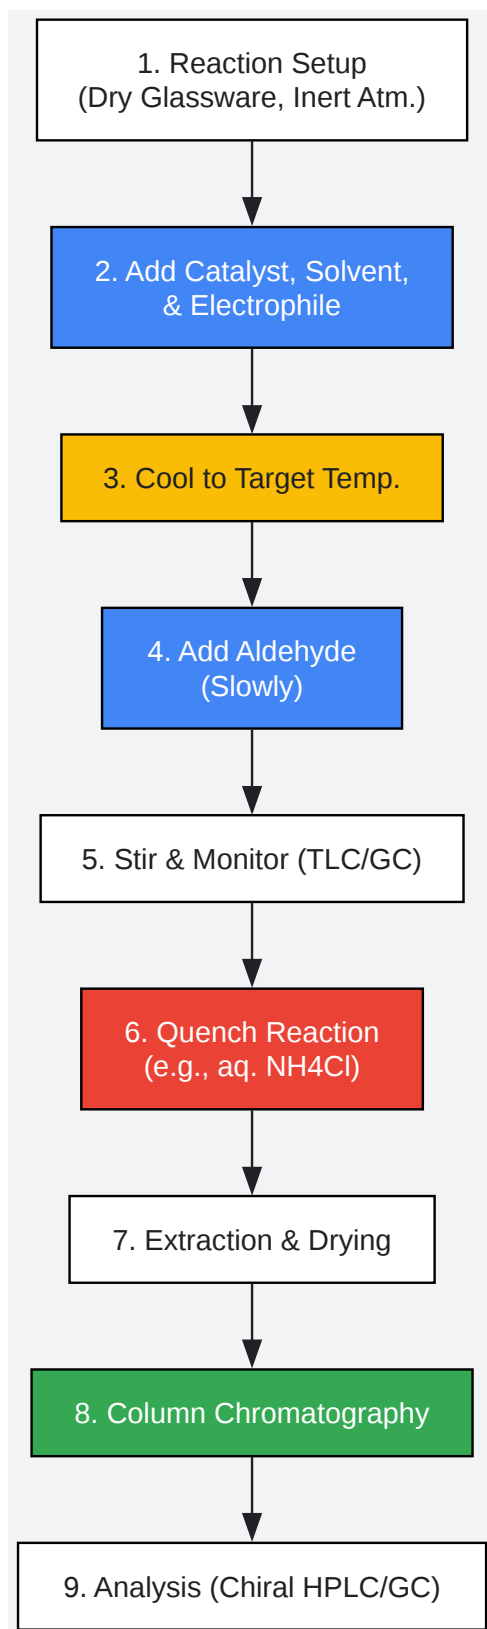 1. Reaction Setup
(Dry Glassware, Inert Atm.)
2. Add Catalyst, Solvent,
& Electrophile
3. Cool to Target Temp.
4. Add Aldehyde
(Slowly)
5. Stir & Monitor (TLC/GC)
6. Quench Reaction
(e.g., aq. NH4Cl)
7. Extraction & Drying
8. Column Chromatography
9. Analysis (Chiral HPLC/GC)